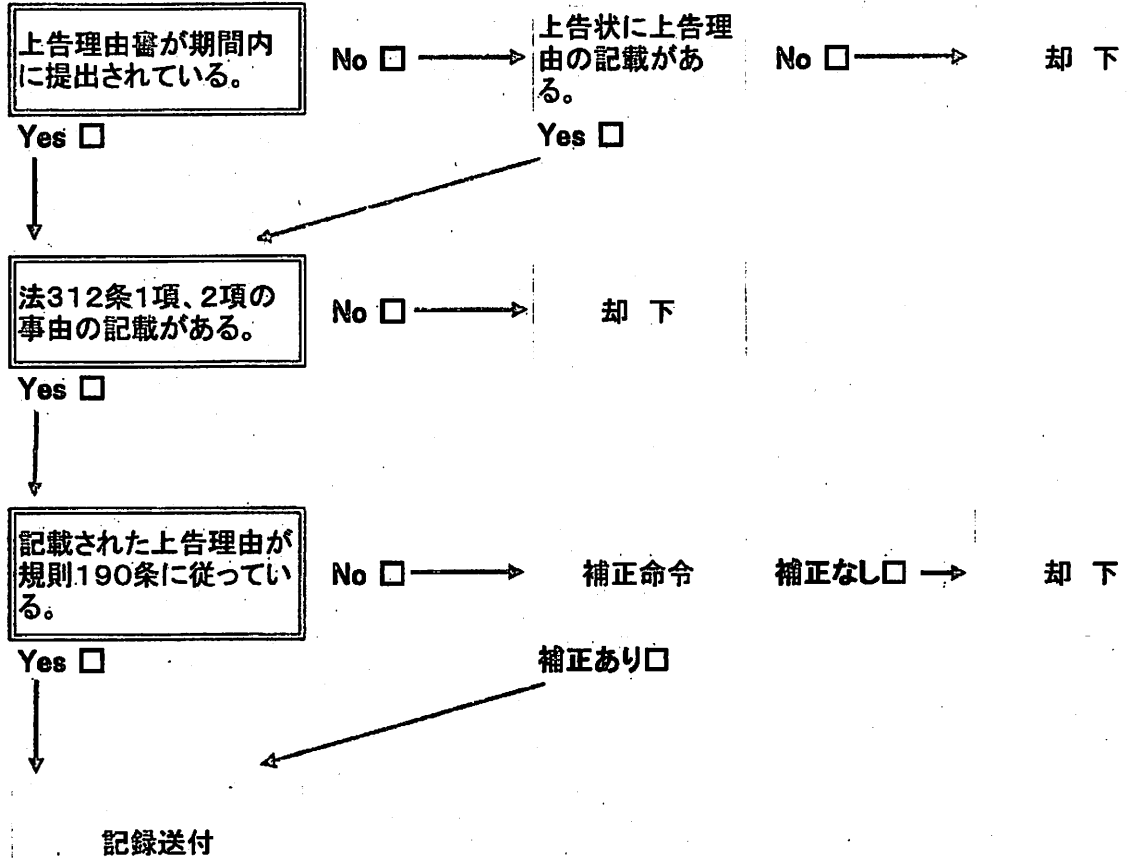 上告理由書が期間内
に提出されている。
No □
上告状に上告理
由の記載があ
る。
No □
却 下
Yes □
Yes □
法312条1項、2項の
事由の記載がある。
No □
却 下
Yes □
記載された上告理由が
規則190条に従ってい
る。
No □
補正命令
補正なし□
却 下
Yes □
補正あり□
記録送付